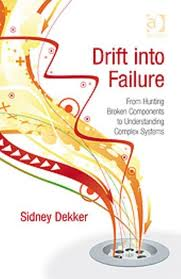 Drift into
Failure
From Hunting
Broken Components
to Understanding
Complex Systems
Sidney Dekker